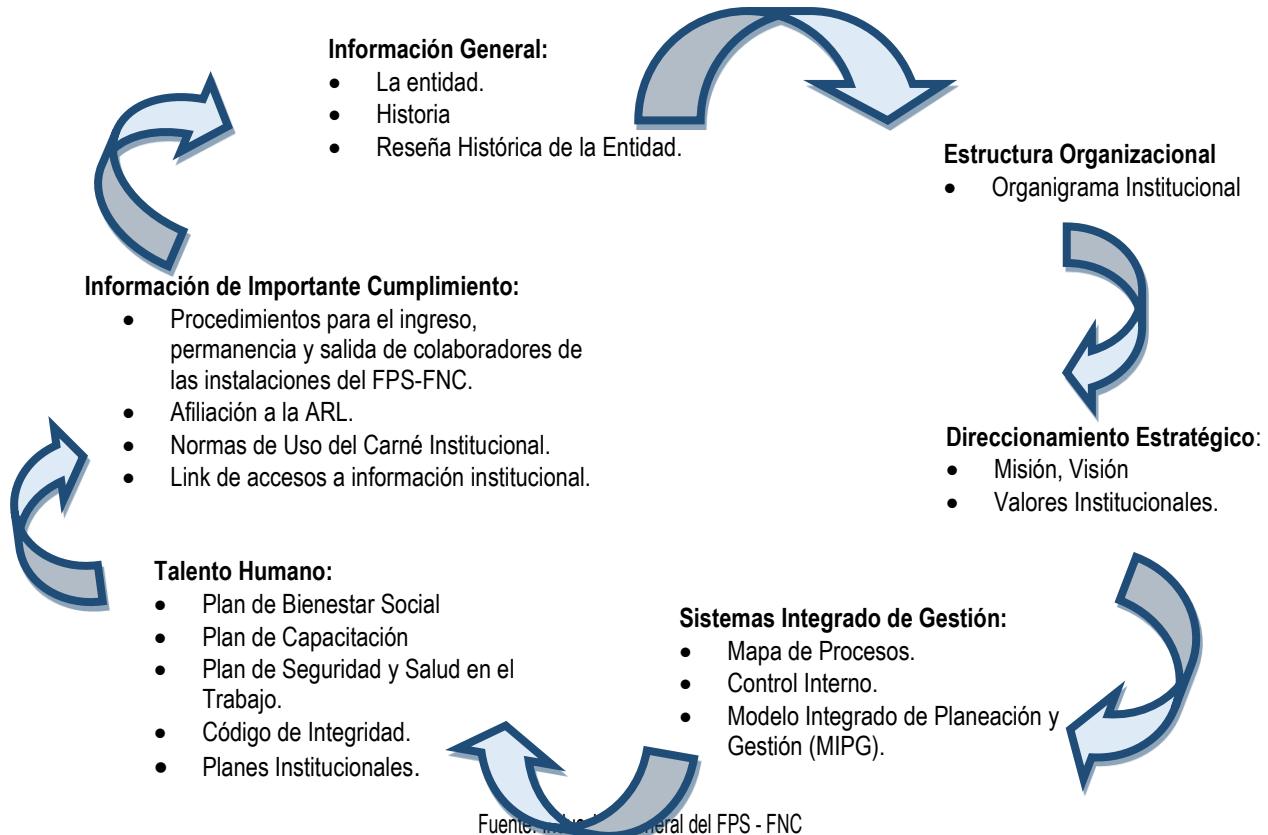 Información General:
• La entidad.
• Historia
• Reseña Histórica de la Entidad.
Estructura Organizacional
• Organigrama Institucional
Direccionamiento Estratégico:
• Misión, Visión
• Valores Institucionales.
Sistemas Integrado de Gestión:
• Mapa de Procesos.
• Control Interno.
• Modelo Integrado de Planeación y
Gestión (MIPG).
Talento Humano:
• Plan de Bienestar Social
• Plan de Capacitación
• Plan de Seguridad y Salud en el
Trabajo.
• Código de Integridad.
• Planes Institucionales.
Información de Importante Cumplimiento:
• Procedimientos para el ingreso,
permanencia y salida de colaboradores de
las instalaciones del FPS-FNC.
• Afiliación a la ARL.
• Normas de Uso del Carné Institucional.
• Link de accesos a información institucional.
Fuente: del FPS - FNC